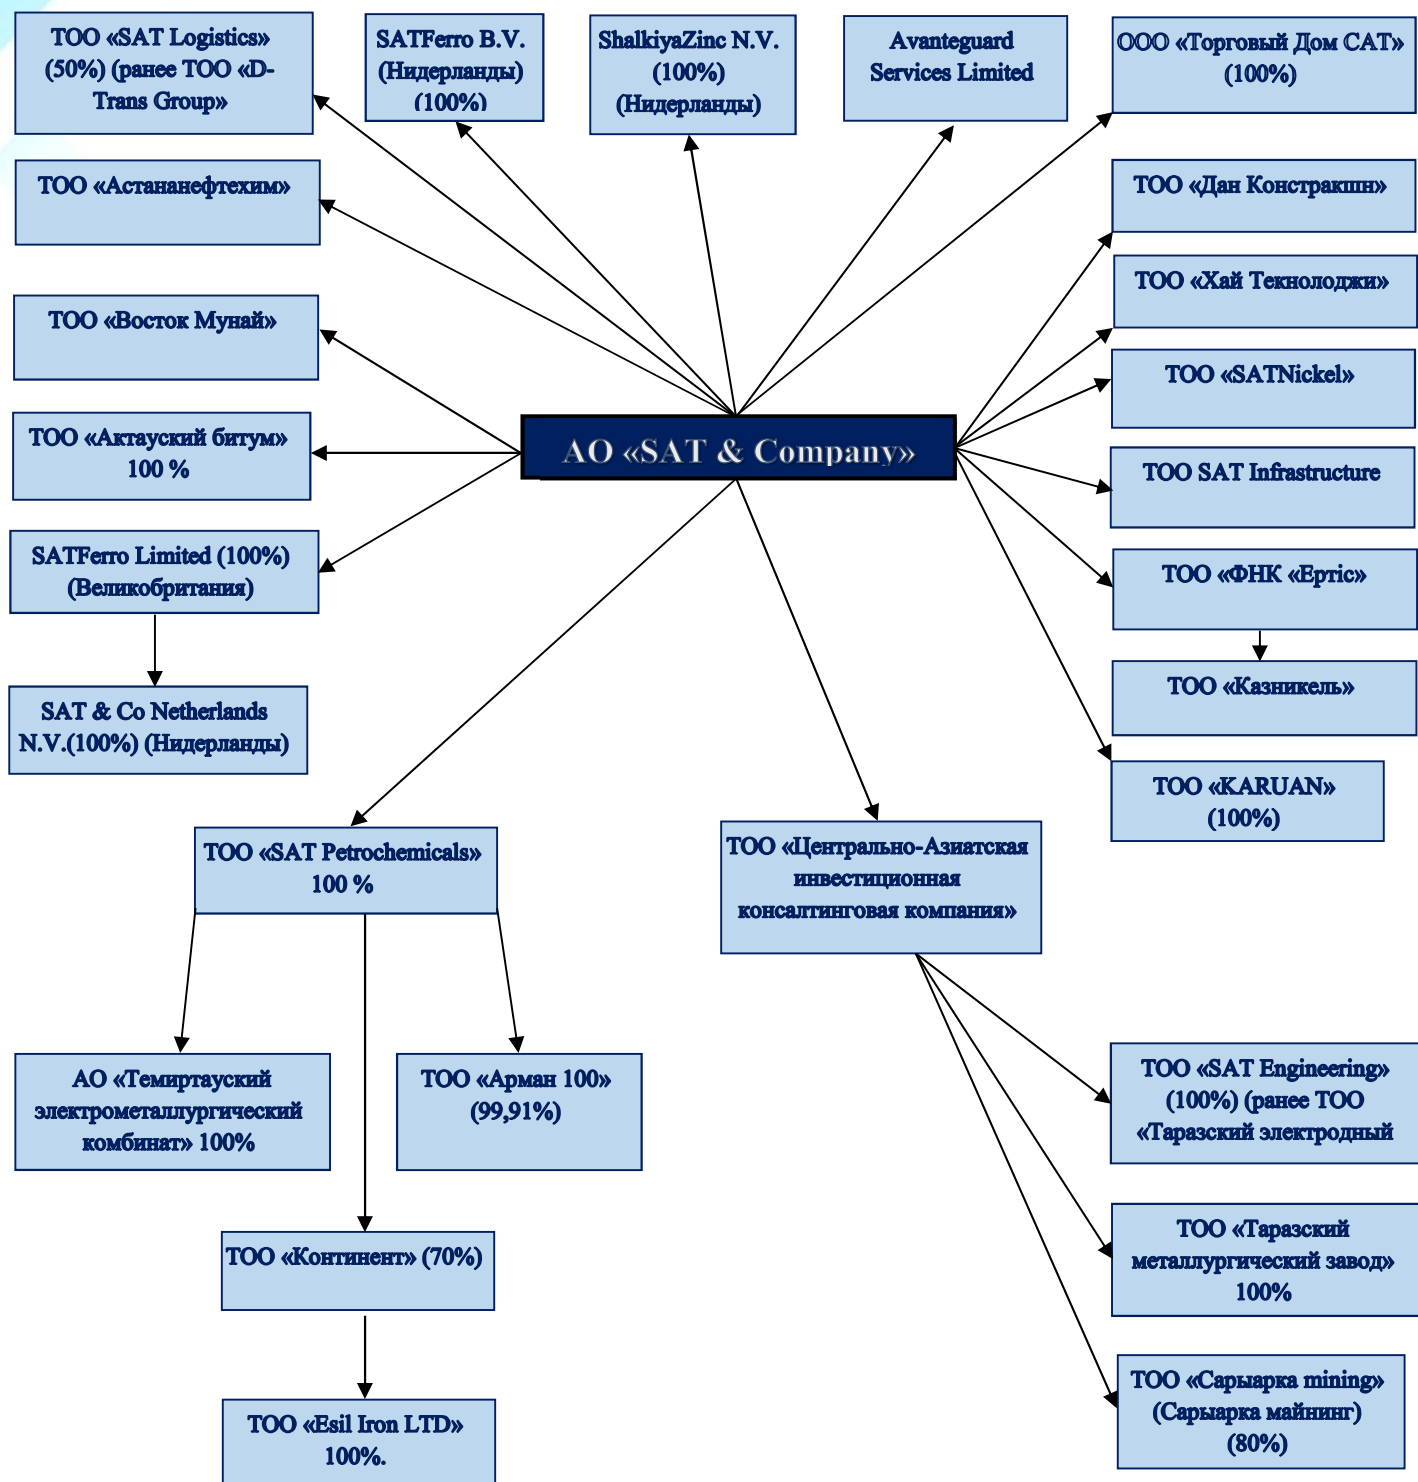 ТОО «SAT Logistics»
(50%) (ранее ТОО «D-
Trans Group»
SATFerro B.V.
(Нидерланды)
(100%)
ShalkiyaZinc N.V.
(100%)
(Нидерланды)
Avanteguard
Services Limited
ООО «Торговый Дом САТ»
(100%)
ТОО «Астананефтехим»
ТОО «Дан Констракшн»
ТОО «Восток Мунай»
ТОО «Хай Текнолоджи»
ТОО «SATNickel»
ТОО «Актауский битум»
100 %
АО «SAT & Company»
ТОО SAT Infrastructure
SATFerro Limited (100%)
(Великобритания)
ТОО «ФНК «Ертіс»
SAT & Co Netherlands
N.V.(100%) (Нидерланды)
ТОО «Казникель»
ТОО «KARUAN»
(100%)
ТОО «SAT Petrochemicals»
100 %
ТОО «Центрально-Азиатская
инвестиционная
консалтинговая компания»
АО «Темиртауский
электрометаллургический
комбинат» 100%
ТОО «Арман 100»
(99,91%)
ТОО «SAT Engineering»
(100%) (ранее ТОО
«Таразский электродный
ТОО «Континент» (70%)
ТОО «Таразский
металлургический завод»
100%
ТОО «Esil Iron LTD»
100%.
ТОО «Сарыарка mining»
(Сарыарка майнинг)
(80%)